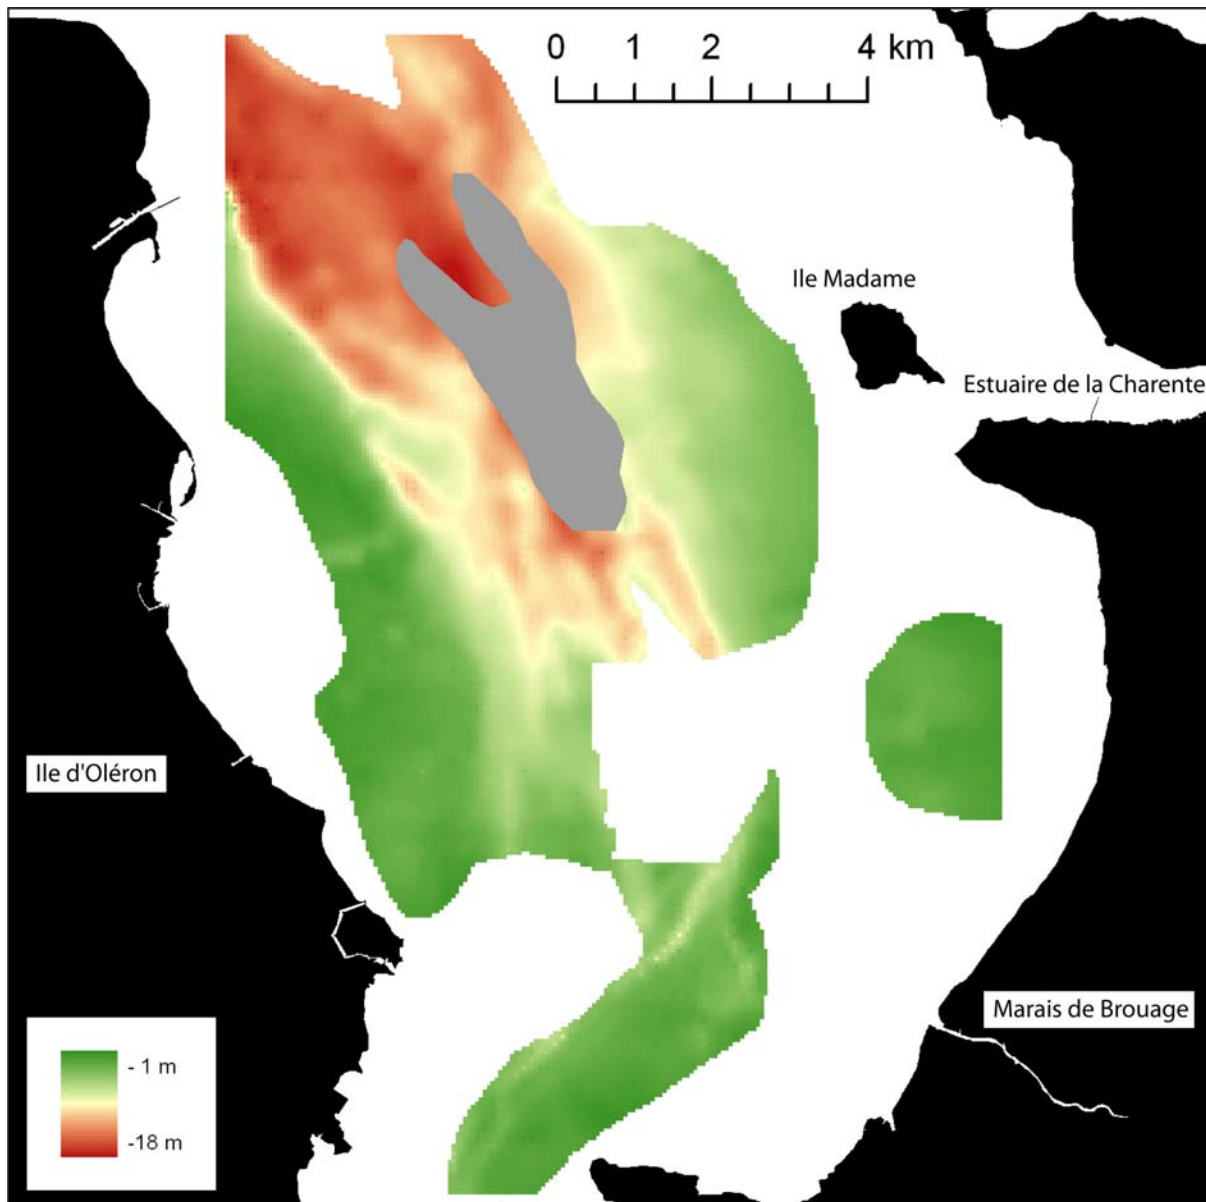 0 1 2 4 km
Ile Madame
Estuaire de la Charente
Ile d'Oléron
Marais de Brouage
- 1 m
-18 m